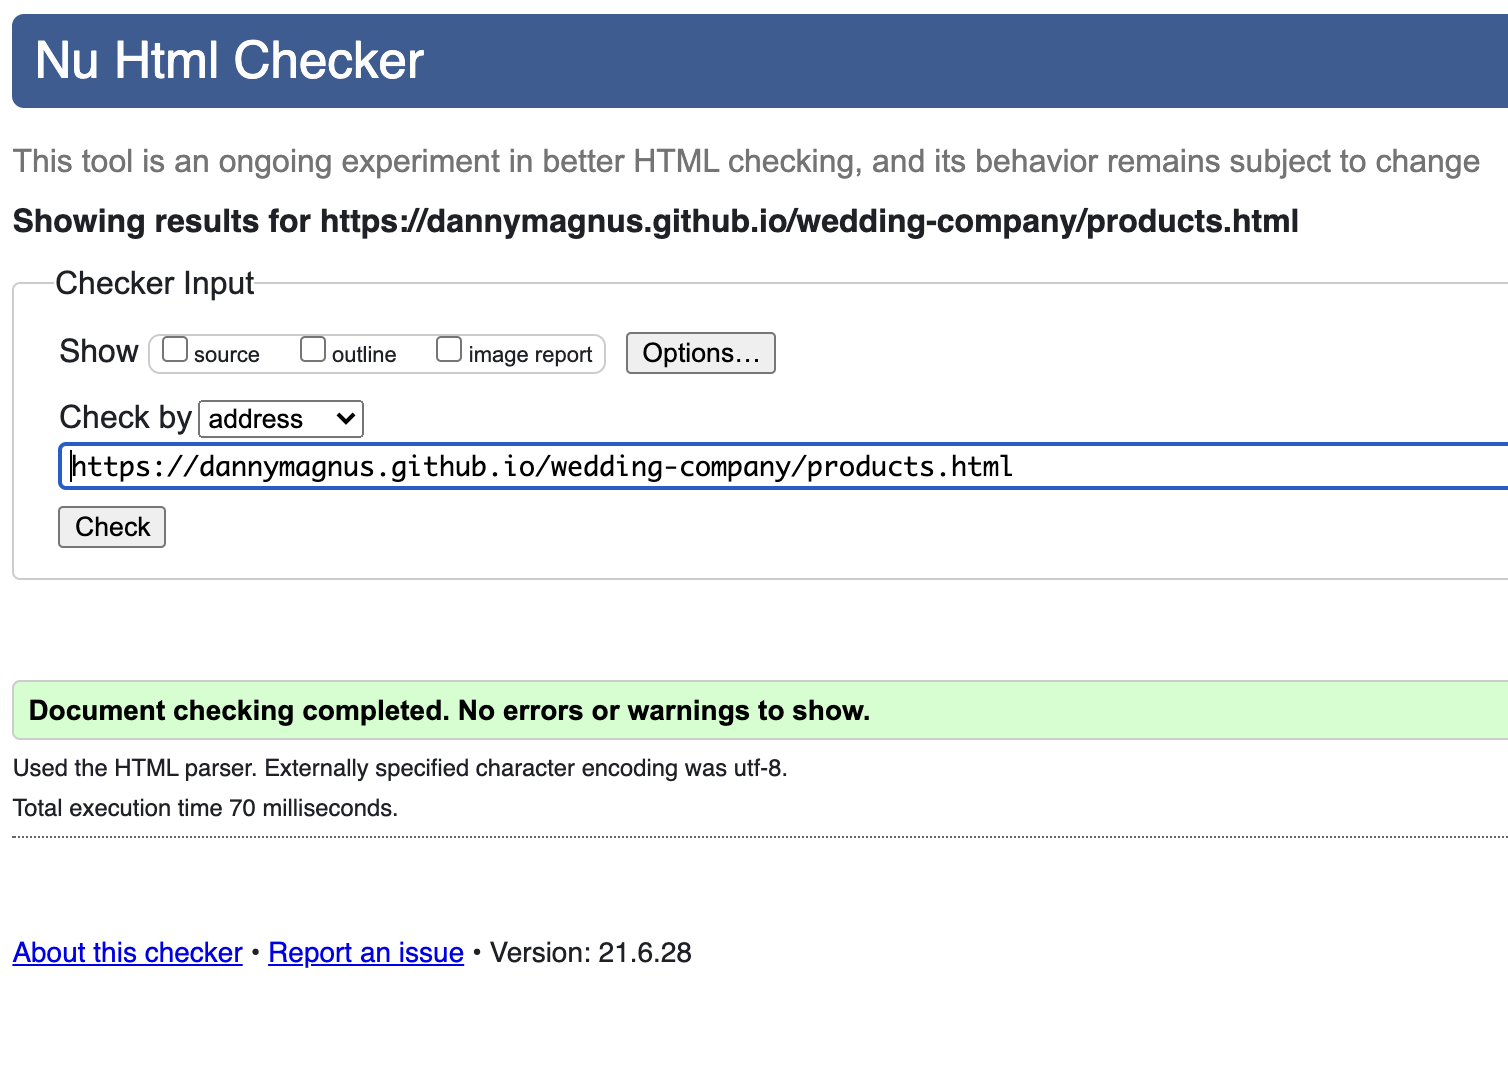 Nu Html Checker
This tool is an ongoing experiment in better HTML checking, and its behavior remains subject to change
Showing results for https://dannymagnus.github.io/wedding-company/products.html
Checker Input
Show source outline image report Options…
Check by address
https://dannymagnus.github.io/wedding-company/products.html
Check
Document checking completed. No errors or warnings to show.
Used the HTML parser. Externally specified character encoding was utf-8.
Total execution time 70 milliseconds.
About this checker • Report an issue • Version: 21.6.28